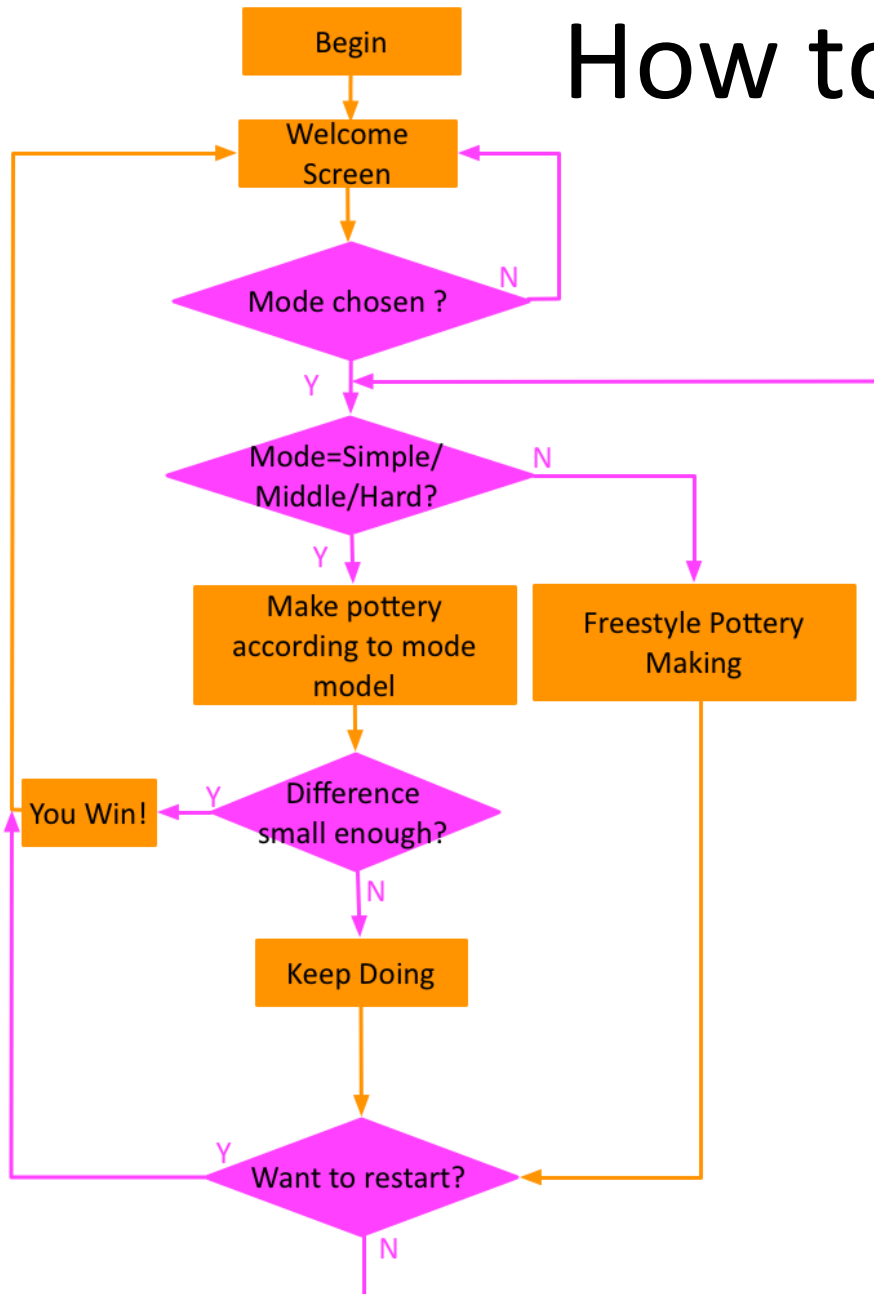 How to
Begin
Welcome
Screen
N
Mode chosen ?
Y
Mode=Simple/
Middle/Hard?
N
Y
Make pottery
according to mode
model
Freestyle Pottery
Making
Difference
small enough?
Y
You Win!
N
Keep Doing
Y
Want to restart?
N